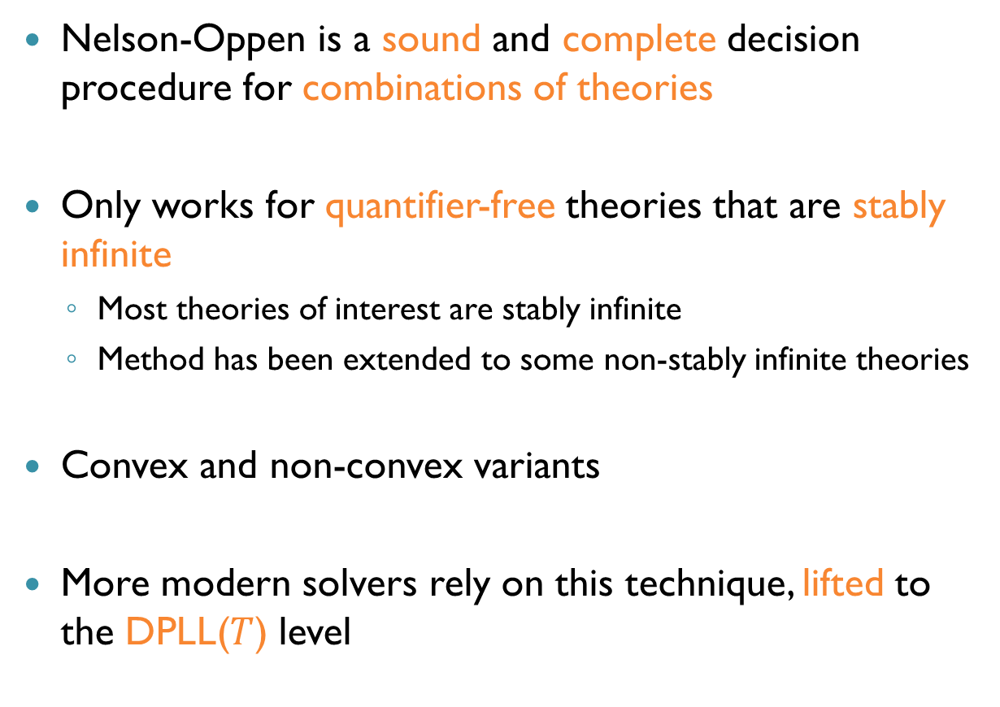 • Nelson-Oppen is a sound and complete decision
procedure for combinations of theories
• Only works for quantifier-free theories that are stably
infinite
◦ Most theories of interest are stably infinite
◦ Method has been extended to some non-stably infinite theories
• Convex and non-convex variants
• More modern solvers rely on this technique, lifted to
the DPLL(T) level